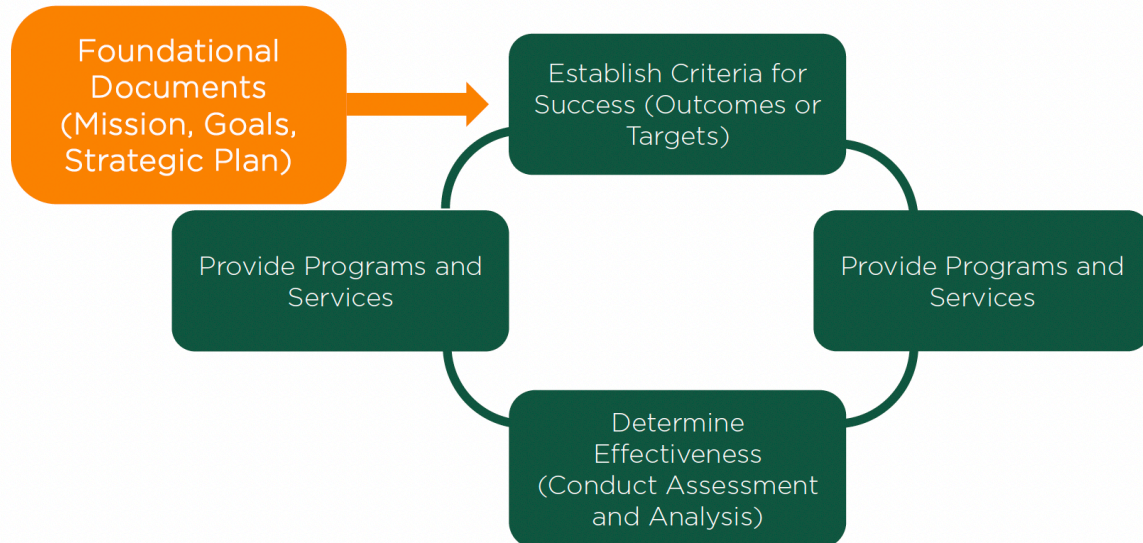 Foundational
Documents
(Mission, Goals,
Strategic Plan)
Establish Criteria for
Success (Outcomes or
Targets)
Provide Programs and
Services
Provide Programs and
Services
Determine
Effectiveness
(Conduct Assessment
and Analysis)